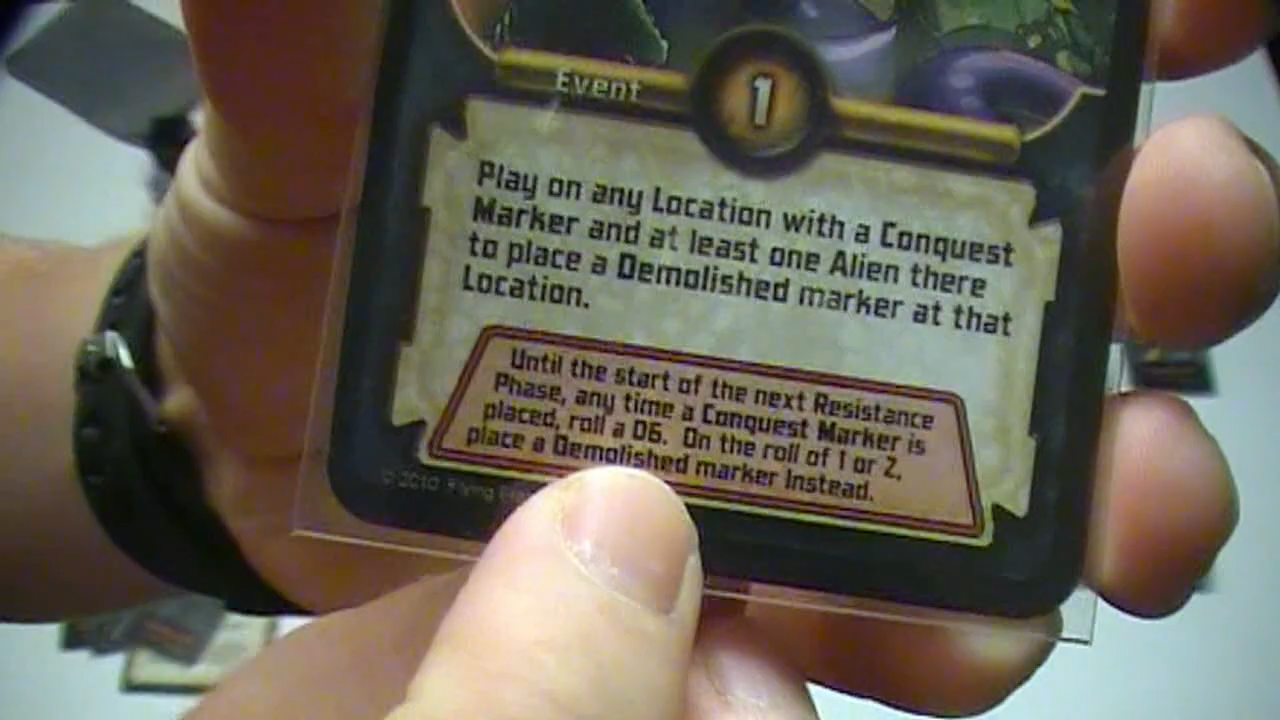 Event
1
Play on any Location with a Conquest
Marker and at least one Alien there
to place a Demolished marker at that
Location.
Until the start of the next Resistance
Phase, any time a Conquest Marker is
placed, roll a D6. On the roll of 1 or 2,
place a Demolished marker instead.
© 2010 Flying